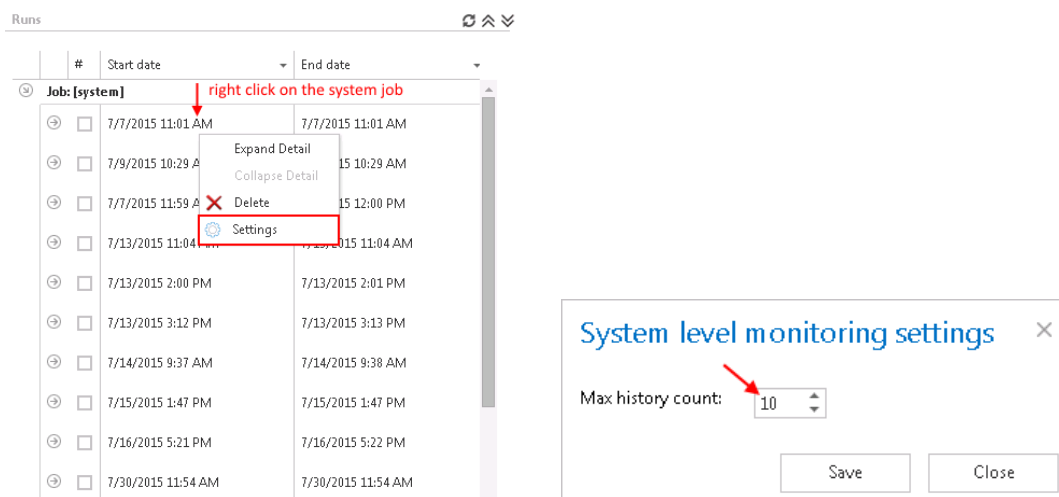 Runs
# Start date End date
Job: [system] right click on the system job
7/7/2015 11:01 AM 7/7/2015 11:01 AM
Expand Detail
7/9/2015 10:29 A 15 10:29 AM
Collapse Detail
7/7/2015 11:59 A Delete 15 12:00 PM
Settings
7/13/2015 11:04 7/13/2015 11:04 AM
7/13/2015 2:00 PM 7/13/2015 2:01 PM
7/13/2015 3:12 PM 7/13/2015 3:13 PM
7/14/2015 9:37 AM 7/14/2015 9:38 AM
7/15/2015 1:47 PM 7/15/2015 1:47 PM
7/16/2015 5:21 PM 7/16/2015 5:22 PM
7/30/2015 11:54 AM 7/30/2015 11:54 AM
System level monitoring settings
Max history count: 10
Save Close